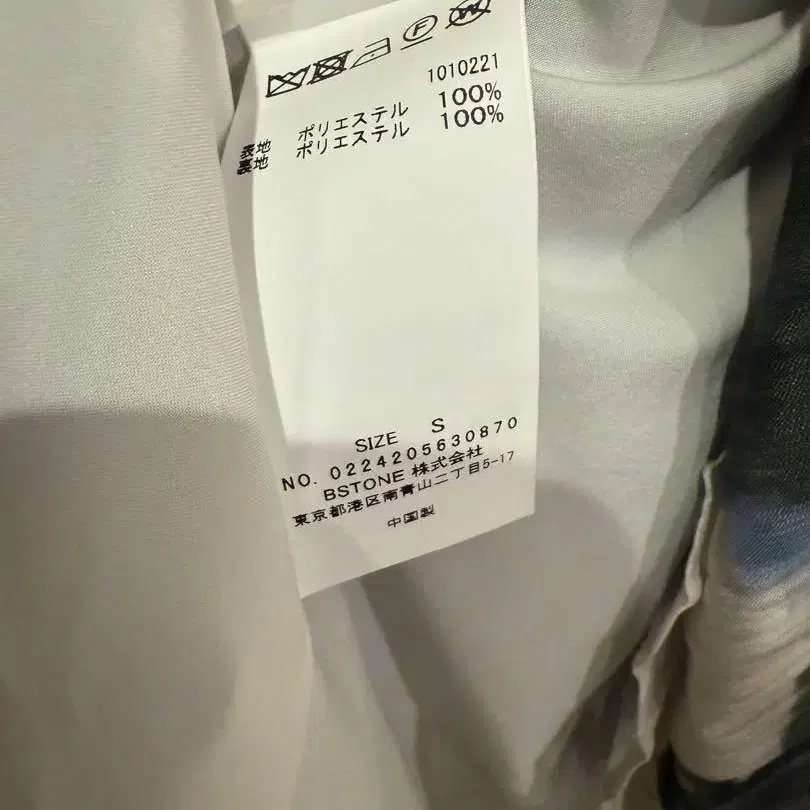 1010221
表地 ポリエステル 100%
裏地 ポリエステル 100%
SIZE S
NO. 0224205630870
BSTONE 株式会社
東京都港区南青山二丁目5-17
中国製